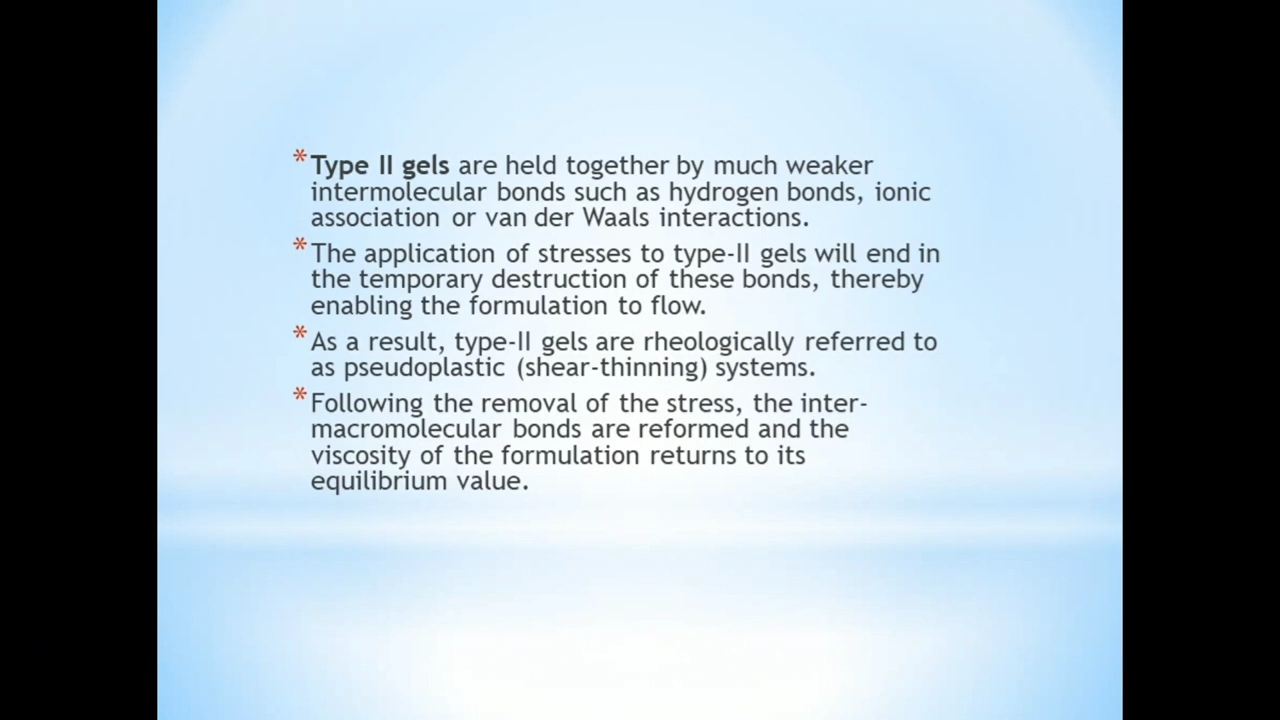 * Type II gels are held together by much weaker
intermolecular bonds such as hydrogen bonds, ionic
association or van der Waals interactions.
* The application of stresses to type-II gels will end in
the temporary destruction of these bonds, thereby
enabling the formulation to flow.
* As a result, type-II gels are rheologically referred to
as pseudoplastic (shear-thinning) systems.
* Following the removal of the stress, the inter-
macromolecular bonds are reformed and the
viscosity of the formulation returns to its
equilibrium value.